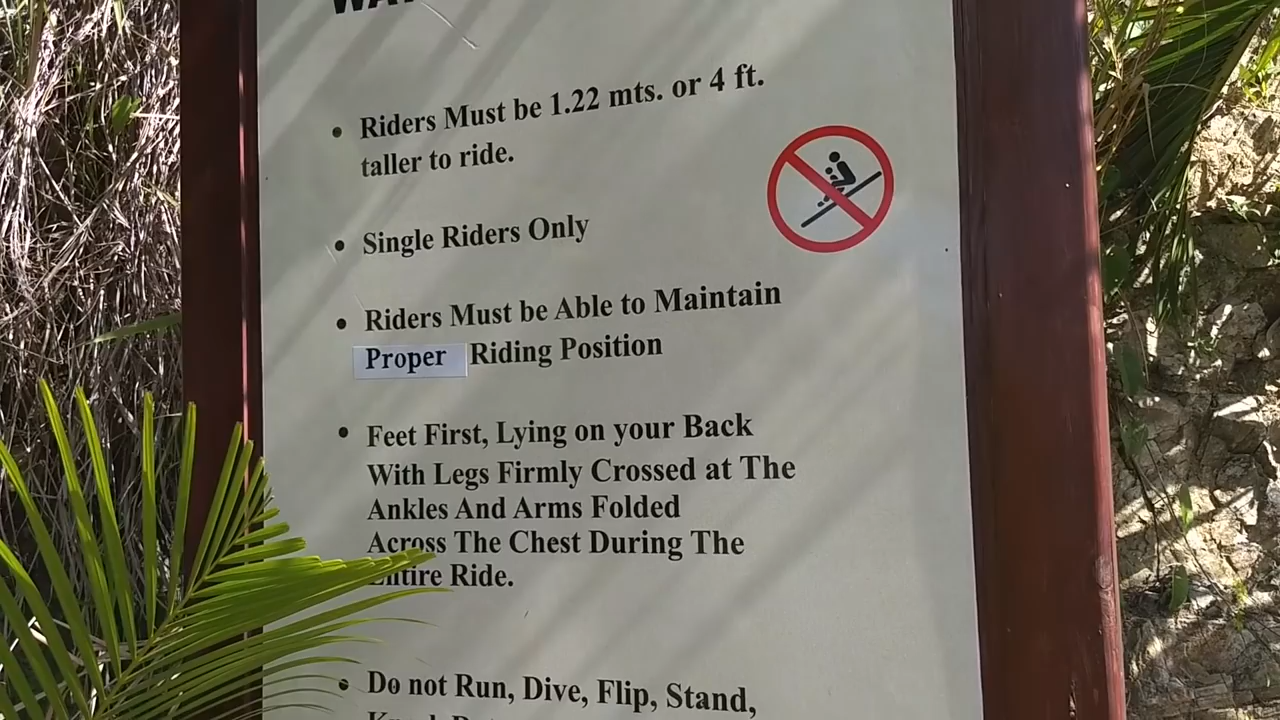 Riders Must be 1.22 mts. or 4 ft.
taller to ride.
Single Riders Only
Riders Must be Able to Maintain
Proper Riding Position
Feet First, Lying on your Back
With Legs Firmly Crossed at The
Ankles And Arms Folded
Across The Chest During The
Entire Ride.
Do not Run, Dive, Flip, Stand,